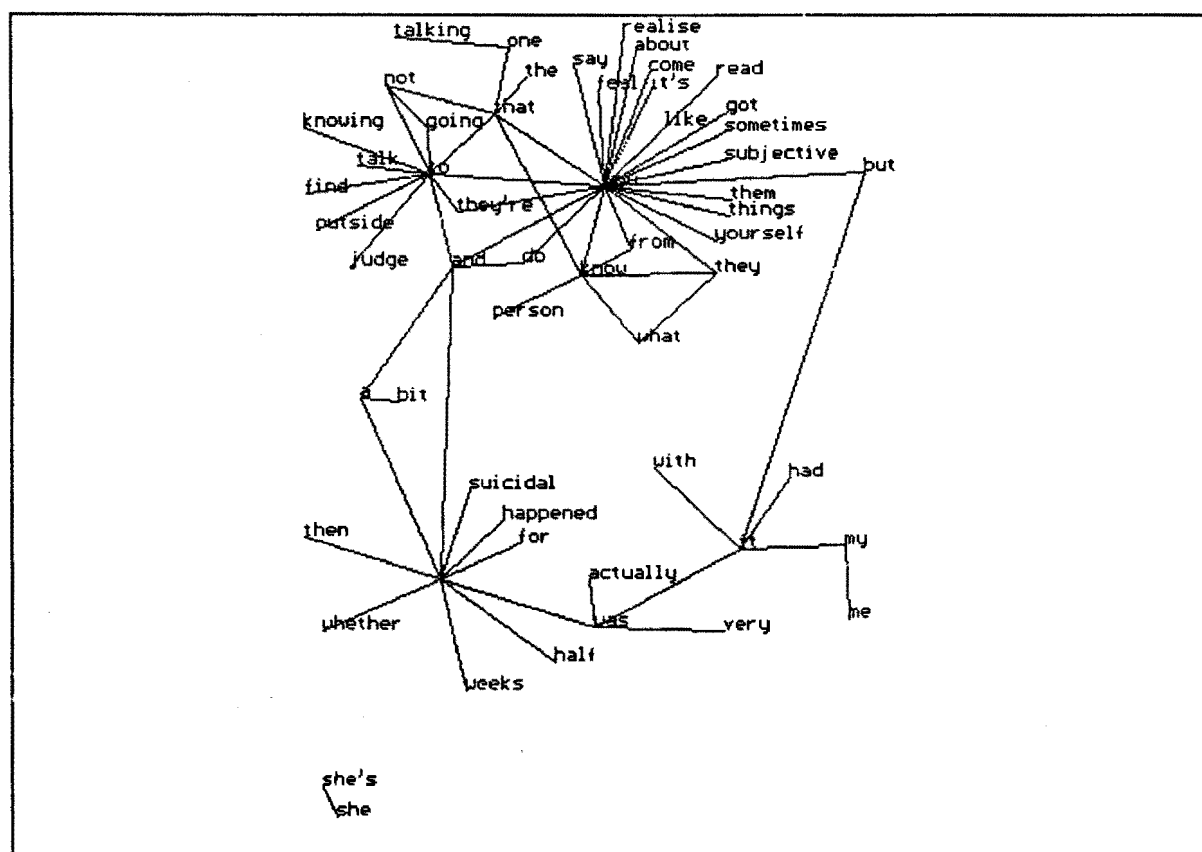 realise
talking
one
about
say
come
the
read
not
feel it's
that
got
knowing
going
like
sometimes
talk
subjective
but
to
find
they're
them
things
outside
yourself
from
judge
and
do
know
they
person
what
a
bit
with
had
suicidal
happened
then
for
my
actually
me
whether
was
very
half
weeks
she's
she